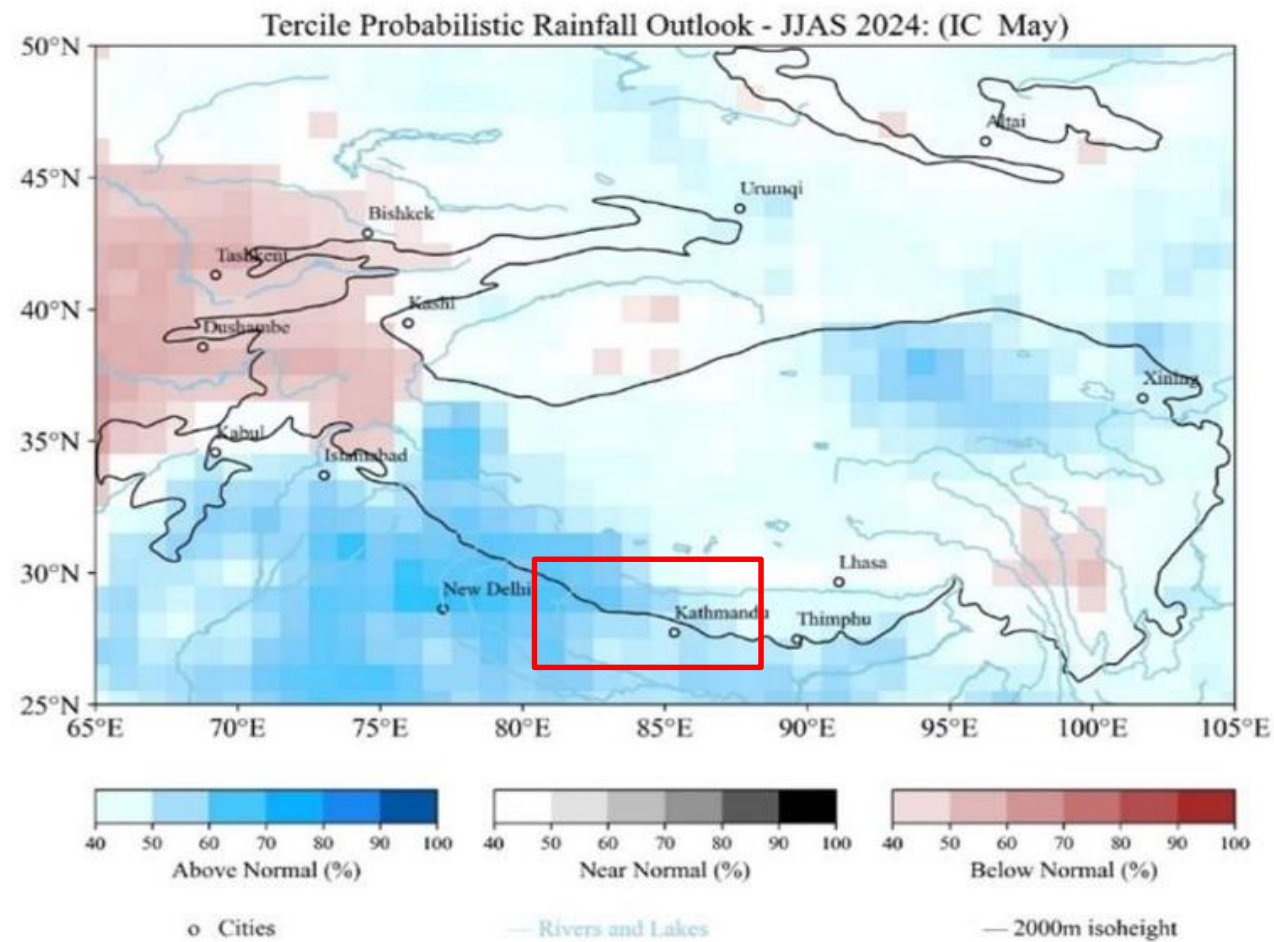 Tercile Probabilistic Rainfall Outlook - JJAS 2024: (IC May)
50°N
Altai
45°N
Urumqi
Bishkek
Tashkent
40°N
Kashi
Dushambe
Xining
35°N
Kabul
Islamabad
30°N
Lhasa
New Delhi
Kathmandu
Thimphu
25°N
65°E 70°E 75°E 80°E 85°E 90°E 95°E 100°E 105°E
40 50 60 70 80 90 100 40 50 60 70 80 90 100 40 50 60 70 80 90 100
Above Normal (%) Near Normal (%) Below Normal (%)
Cities Rivers and Lakes 2000m isoheight